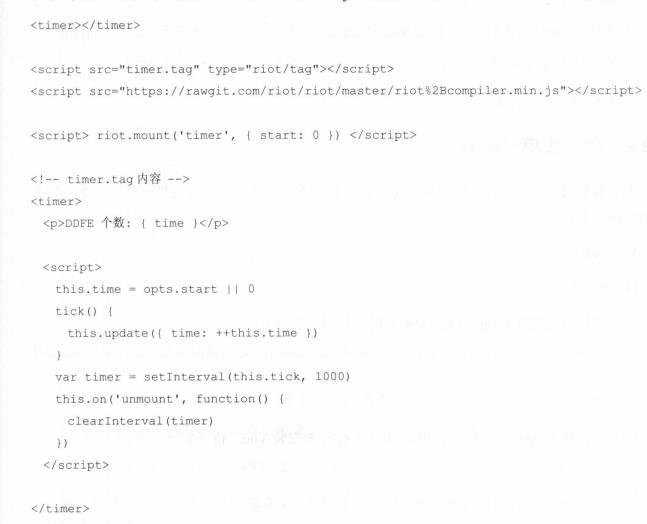 <timer></timer>
<script src="timer.tag" type="riot/tag"></script>
<script src="https://rawgit.com/riot/riot/master/riot%2Bcompiler.min.js"></script>
<script> riot.mount('timer', { start: 0 }) </script>
<!-- timer.tag 内容 -->
<timer>
<p>DDFE 个数: { time }</p>
<script>
this.time = opts.start || 0
tick() {
this.update({ time: ++this.time })
}
var timer = setInterval(this.tick, 1000)
this.on('unmount', function() {
clearInterval(timer)
})
</script>
</timer>